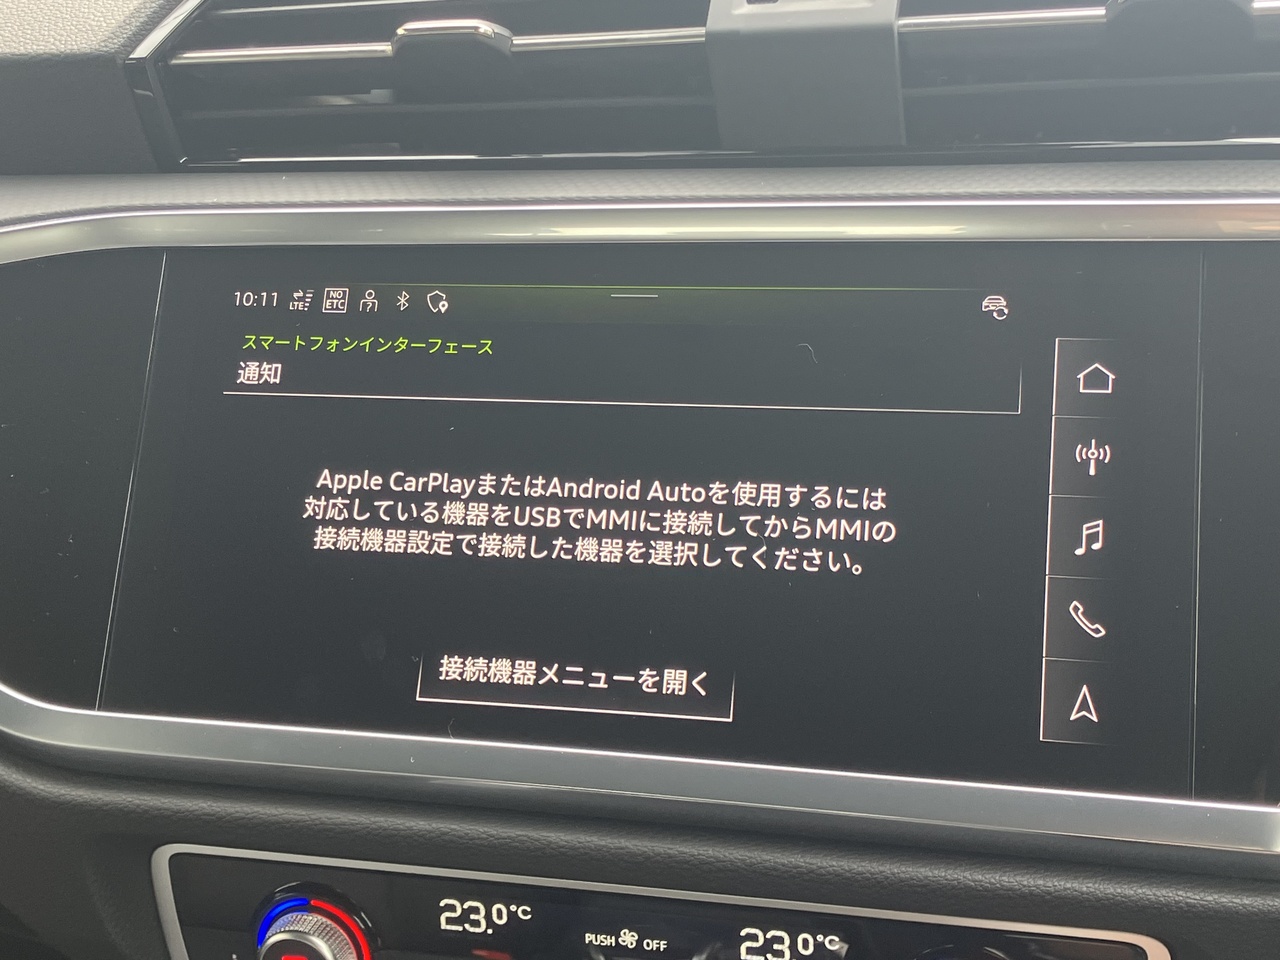 10:11 LTE NO ETC ?
スマートフォンインターフェース
通知
Apple CarPlayまたはAndroid Autoを使用するには
対応している機器をUSBでMMIに接続してからMMIの
接続機器設定で接続した機器を選択してください。
接続機器メニューを開く
23.0°C
PUSH OFF
23.0°C